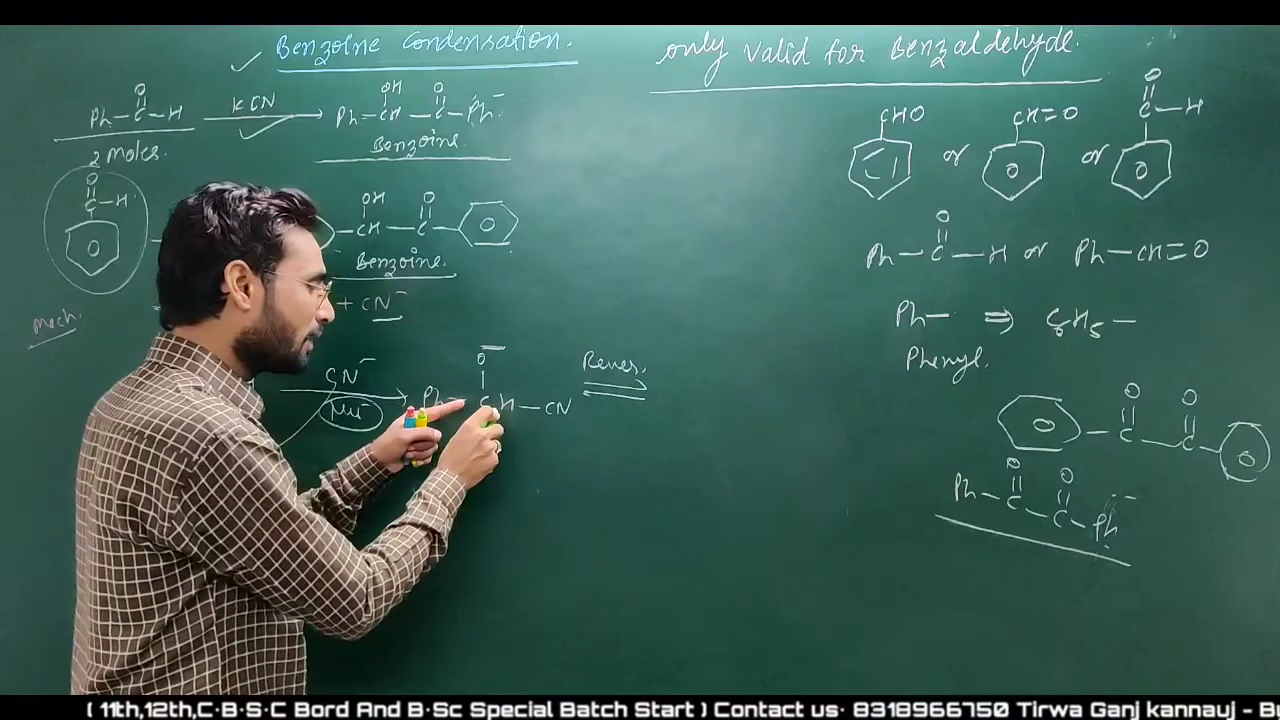 Benzoine Condensation.
only valid for Benzaldehyde.
O OH O
Ph-C-H KCN Ph-CH-C-Ph
2 moles. Benzoine
O
C-H
OH O
CH-C
Benzoine.
+ CN⁻
Mech.
CN⁻
Nu⁻
O⁻
Ph CH-CN Rever.
CHO or CH=O or O
C-H
O
Ph-C-H or Ph-CH=O
Ph- ⇒ C6H5-
Phenyl.
O O
C-C
O O
Ph-C-C-Ph
( 11th,12th,C·B·S·C Bord And B·Sc Special Batch Start ) Contact us· 8318966750 Tirwa Ganj kannauj - B